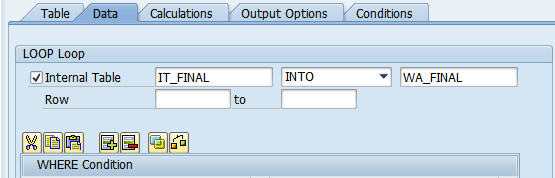 Table Data Calculations Output Options Conditions
LOOP Loop
Internal Table IT_FINAL INTO WA_FINAL
Row to
WHERE Condition